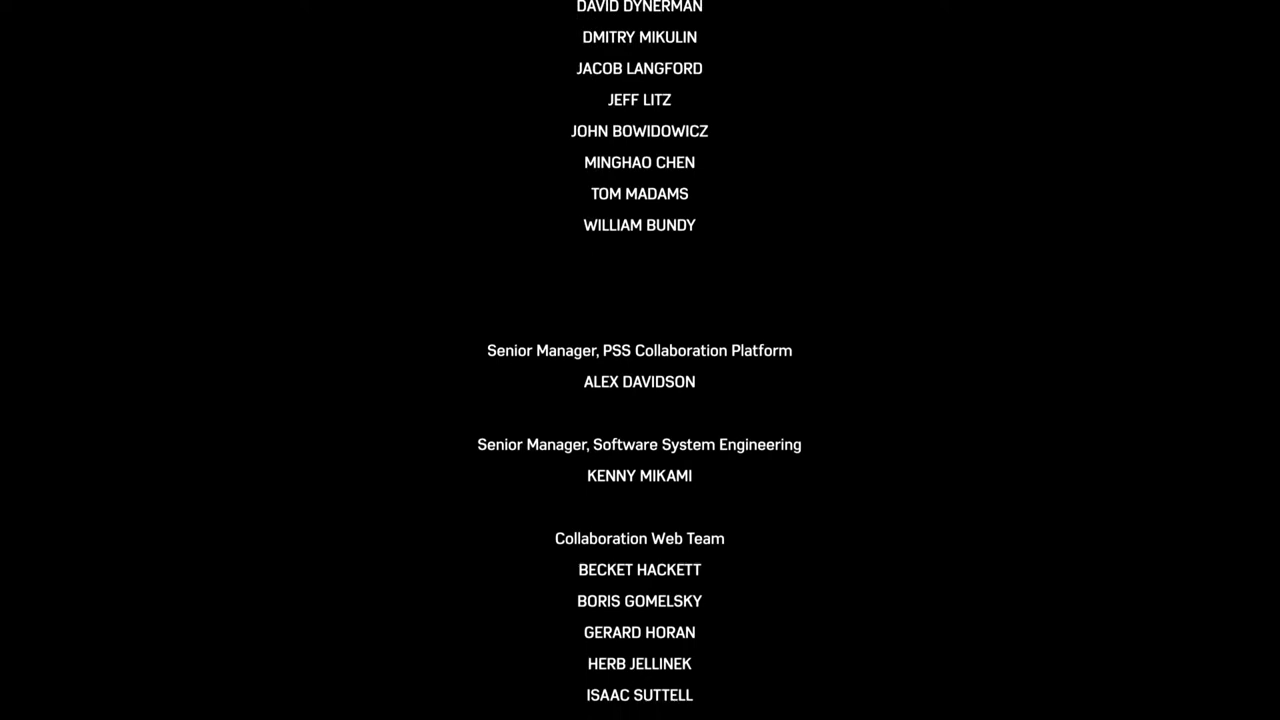 DAVID DYNERMAN
DMITRY MIKULIN
JACOB LANGFORD
JEFF LITZ
JOHN BOWIDOWICZ
MINGHAO CHEN
TOM MADAMS
WILLIAM BUNDY
Senior Manager, PSS Collaboration Platform
ALEX DAVIDSON
Senior Manager, Software System Engineering
KENNY MIKAMI
Collaboration Web Team
BECKET HACKETT
BORIS GOMELSKY
GERARD HORAN
HERB JELLINEK
ISAAC SUTTELL